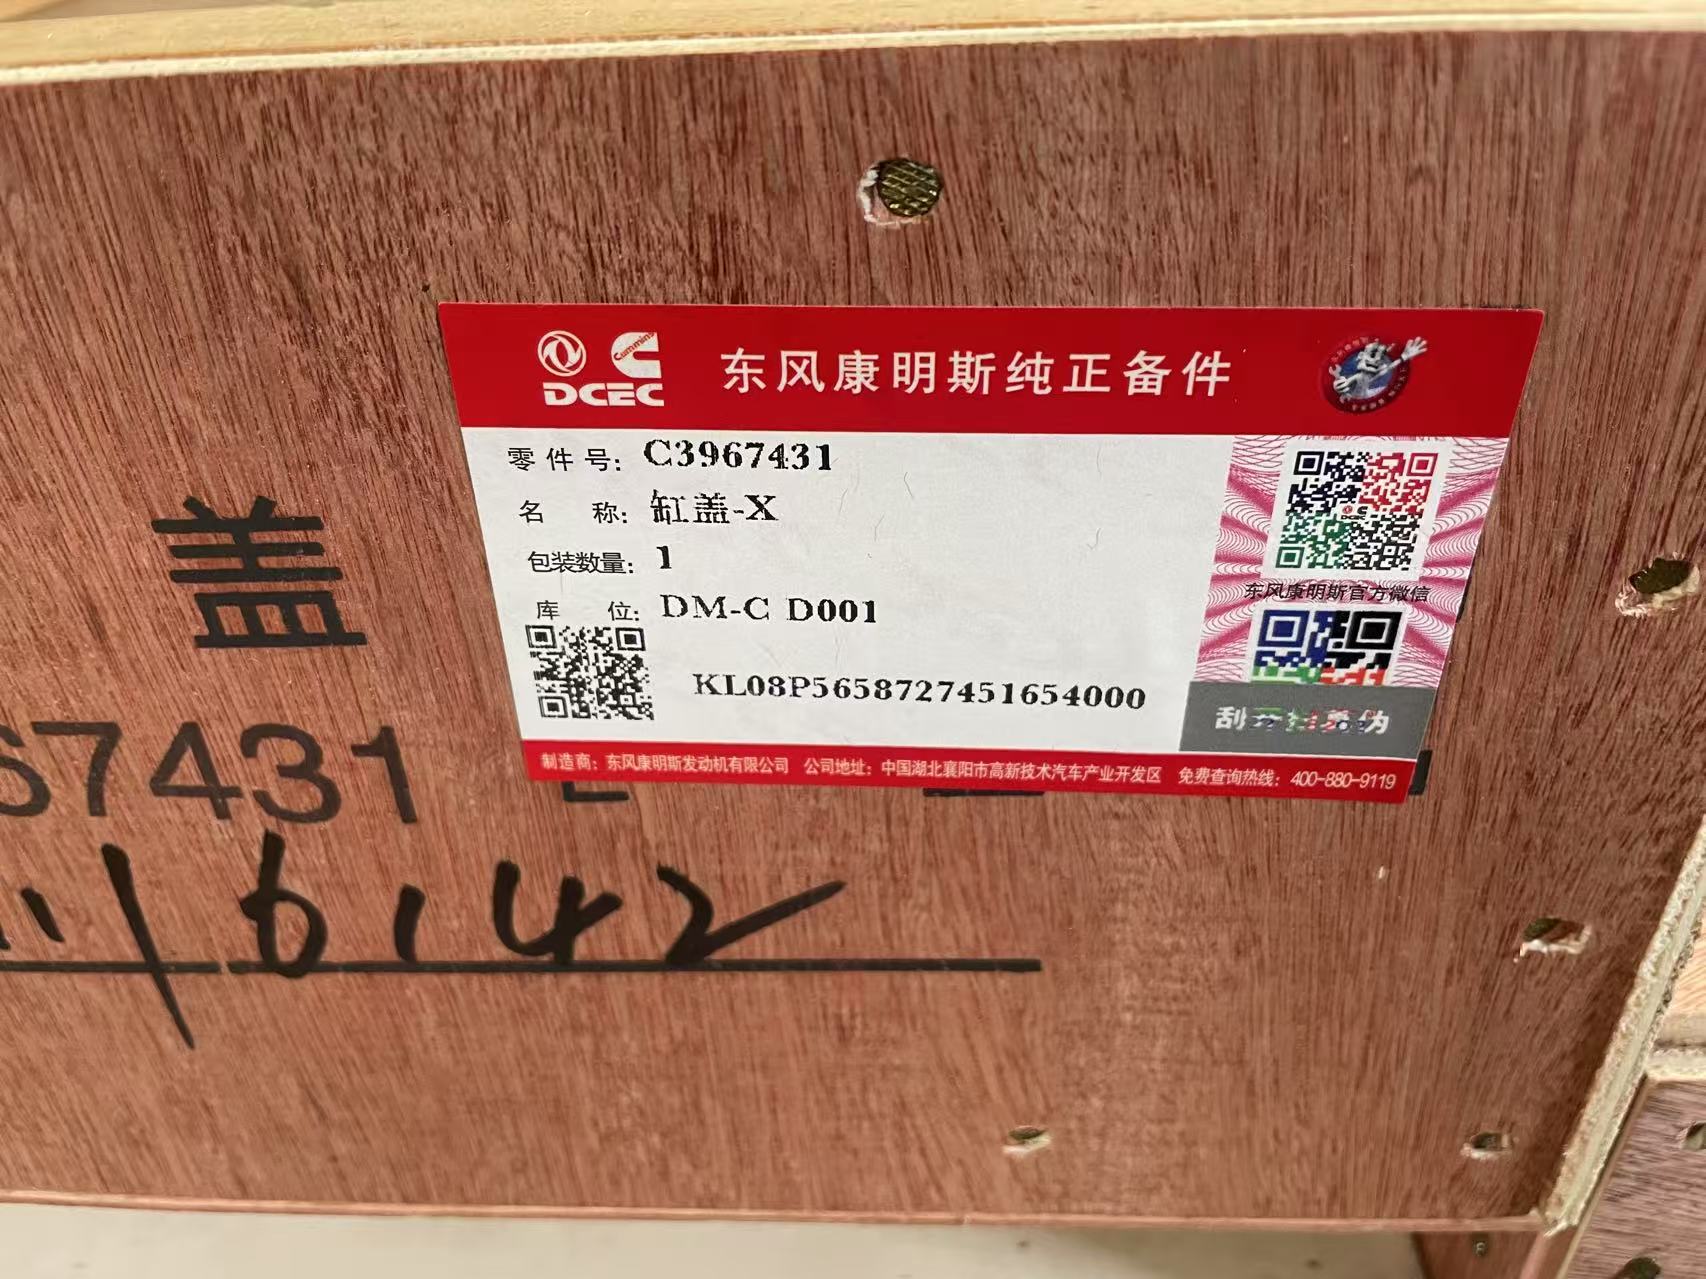 Cummins
DCEC
东风康明斯纯正备件
零件号: C3967431
名 称: 缸盖-X
包装数量: 1
库 位: DM-C D001
KL08P5658727451654000
东风康明斯官方微信
制造商: 东风康明斯发动机有限公司 公司地址: 中国湖北襄阳市高新技术汽车产业开发区 免费查询热线: 400-880-9119
盖
67431
6142